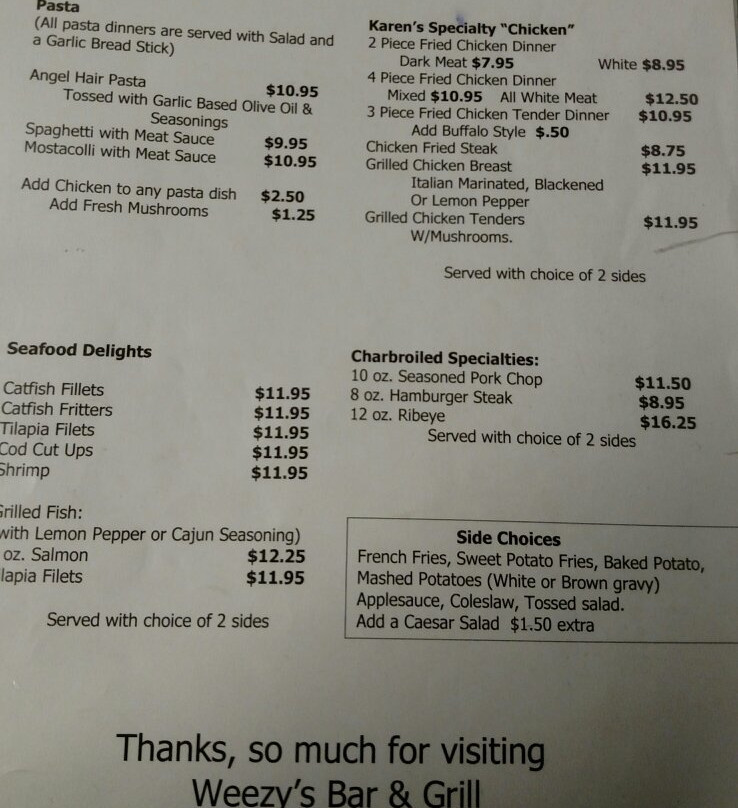 Pasta
(All pasta dinners are served with Salad and
a Garlic Bread Stick)
Angel Hair Pasta $10.95
Tossed with Garlic Based Olive Oil &
Seasonings
Spaghetti with Meat Sauce $9.95
Mostacolli with Meat Sauce $10.95
Add Chicken to any pasta dish $2.50
Add Fresh Mushrooms $1.25
Karen's Specialty "Chicken"
2 Piece Fried Chicken Dinner
Dark Meat $7.95 White $8.95
4 Piece Fried Chicken Dinner
Mixed $10.95 All White Meat $12.50
3 Piece Fried Chicken Tender Dinner $10.95
Add Buffalo Style $.50
Chicken Fried Steak $8.75
Grilled Chicken Breast $11.95
Italian Marinated, Blackened
Or Lemon Pepper
Grilled Chicken Tenders $11.95
W/Mushrooms.
Served with choice of 2 sides
Seafood Delights
Catfish Fillets $11.95
Catfish Fritters $11.95
Tilapia Filets $11.95
Cod Cut Ups $11.95
Shrimp $11.95
Grilled Fish:
with Lemon Pepper or Cajun Seasoning)
oz. Salmon $12.25
lapia Filets $11.95
Served with choice of 2 sides
Charbroiled Specialties:
10 oz. Seasoned Pork Chop $11.50
8 oz. Hamburger Steak $8.95
12 oz. Ribeye $16.25
Served with choice of 2 sides
Side Choices
French Fries, Sweet Potato Fries, Baked Potato,
Mashed Potatoes (White or Brown gravy)
Applesauce, Coleslaw, Tossed salad.
Add a Caesar Salad $1.50 extra
Thanks, so much for visiting
Weezy's Bar & Grill